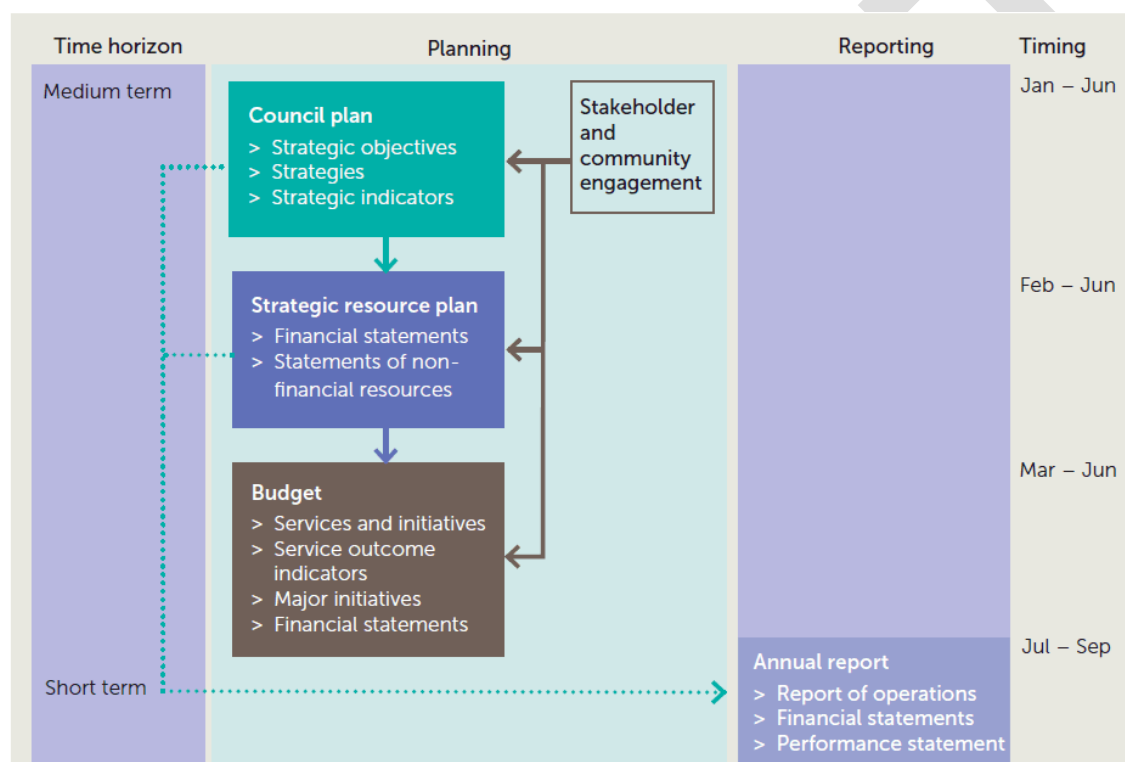 Time horizon
Planning
Reporting
Timing
Medium term
Jan – Jun
Council plan
> Strategic objectives
> Strategies
> Strategic indicators
Stakeholder
and
community
engagement
Feb – Jun
Strategic resource plan
> Financial statements
> Statements of non-
financial resources
Mar – Jun
Budget
> Services and initiatives
> Service outcome
indicators
> Major initiatives
> Financial statements
Jul – Sep
Short term
Annual report
> Report of operations
> Financial statements
> Performance statement